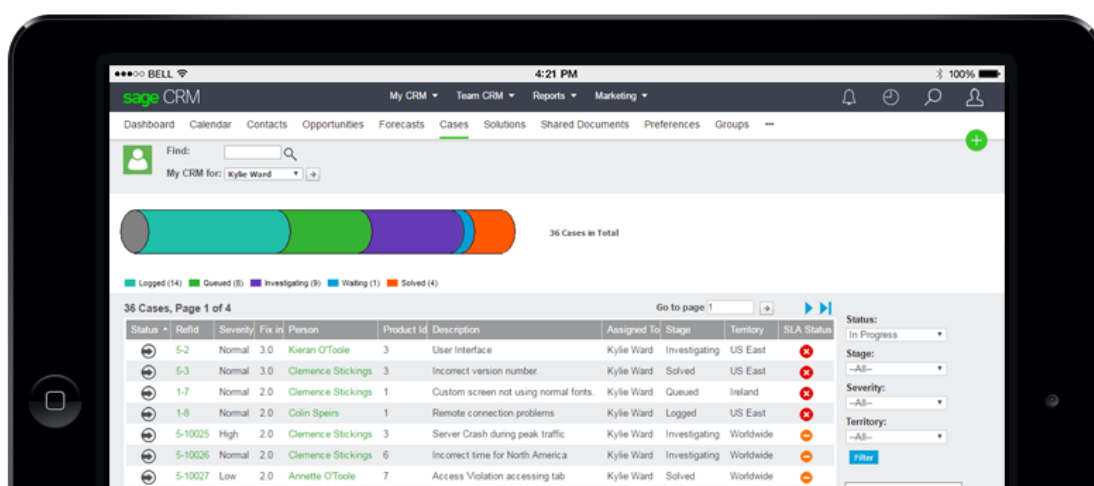 BELL 4:21 PM 100%
sage CRM My CRM Team CRM Reports Marketing
Dashboard Calendar Contacts Opportunities Forecasts Cases Solutions Shared Documents Preferences Groups
Find:
My CRM for: Kylie Ward
36 Cases in Total
Logged (14) Queued (8) Investigating (9) Waiting (1) Solved (4)
36 Cases, Page 1 of 4 Go to page 1
Status RefId Severity Fix in Person Product Id Description Assigned To Stage Territory SLA Status
5-2 Normal 3.0 Kieran O'Toole 3 User Interface Kylie Ward Investigating US East
5-3 Normal 3.0 Clemence Stickings 3 Incorrect version number. Kylie Ward Solved US East
1-7 Normal 2.0 Clemence Stickings 1 Custom screen not using normal fonts. Kylie Ward Queued Ireland
1-8 Normal 2.0 Colin Speirs 1 Remote connection problems Kylie Ward Logged US East
5-10025 High 2.0 Clemence Stickings 3 Server Crash during peak traffic Kylie Ward Investigating Worldwide
5-10026 Normal 2.0 Clemence Stickings 6 Incorrect time for North America Kylie Ward Investigating Worldwide
5-10027 Low 2.0 Annette O'Toole 7 Access Violation accessing tab Kylie Ward Solved Worldwide
Status:
In Progress
Stage:
--All--
Severity:
--All--
Territory:
--All--
Filter